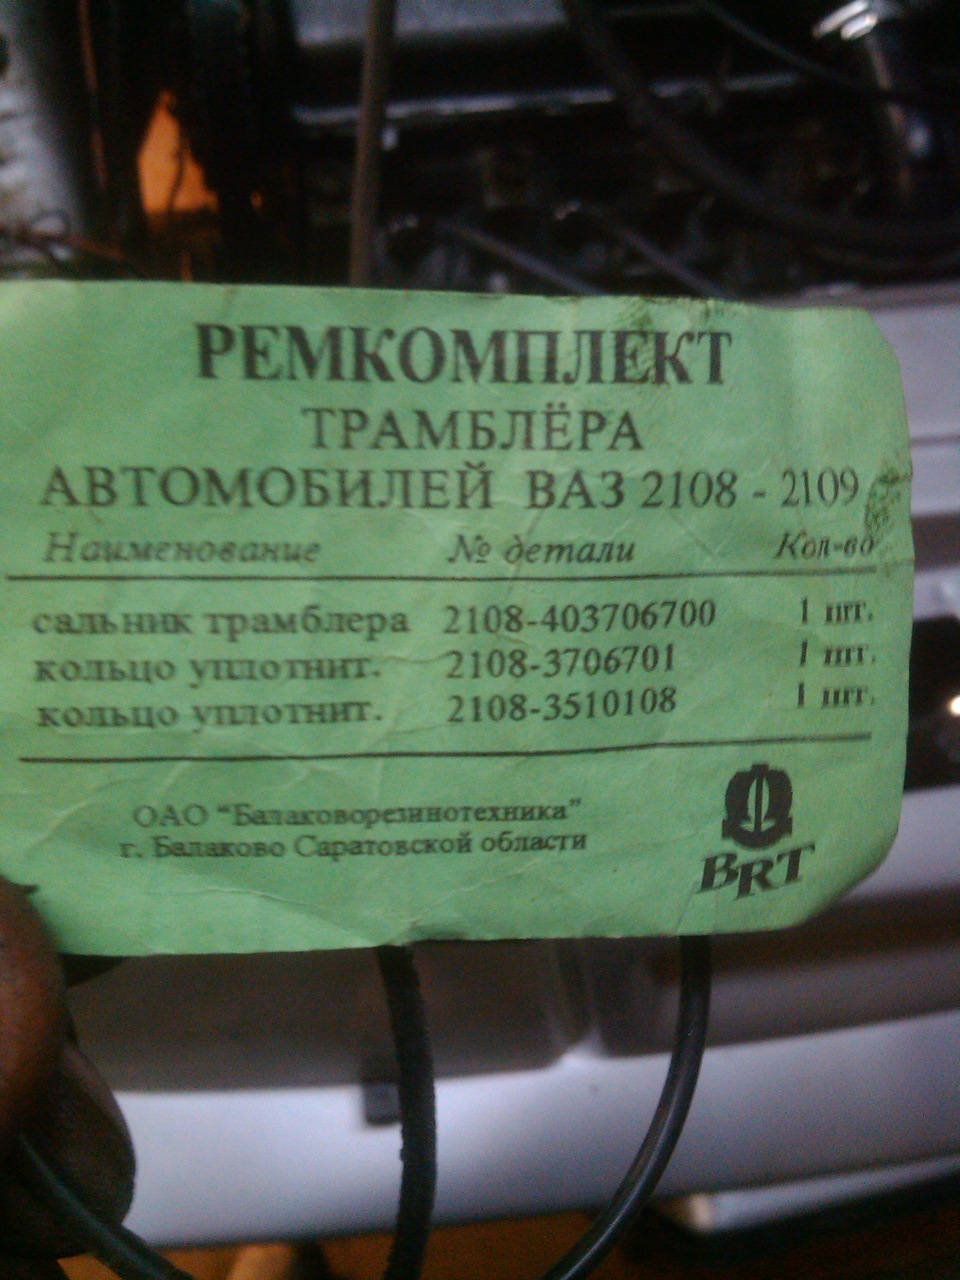 РЕМКОМПЛЕКТ
ТРАМБЛЁРА
АВТОМОБИЛЕЙ ВАЗ 2108 - 2109
Наименование № детали Кол-во
сальник трамблера 2108-403706700 1 шт.
кольцо уплотнит. 2108-3706701 1 шт.
кольцо уплотнит. 2108-3510108 1 шт.
ОАО "Балаковорезинотехника"
г. Балаково Саратовской области
BRT